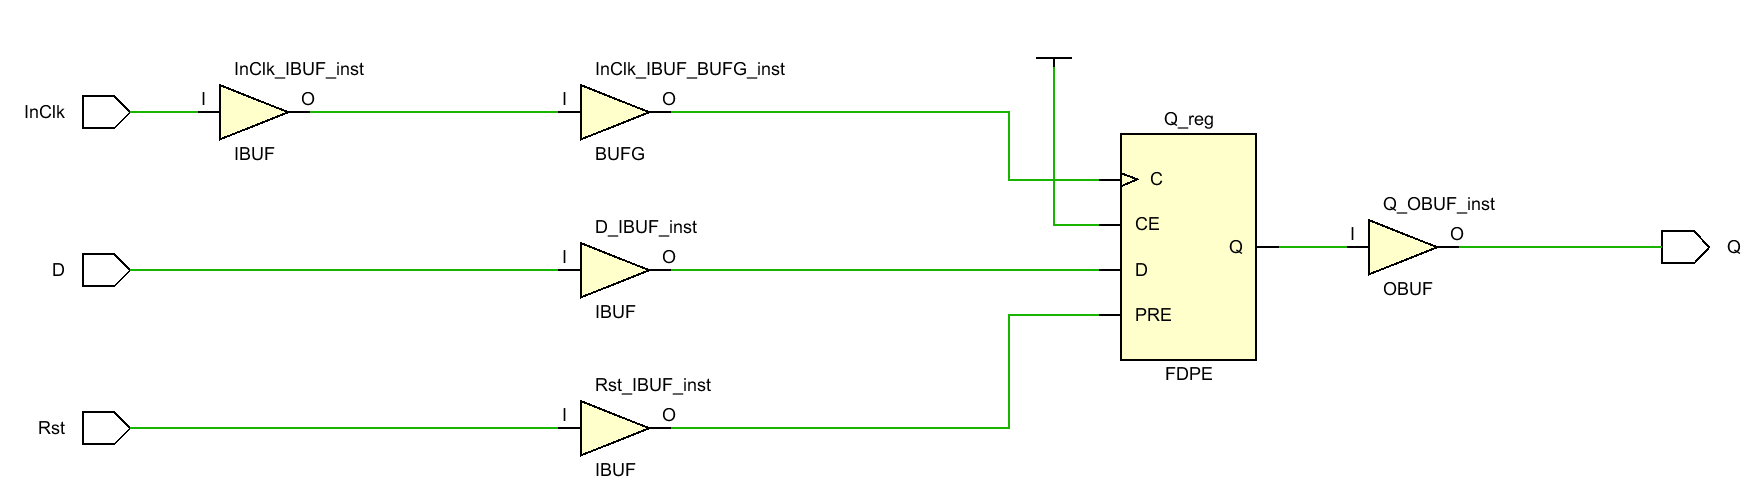 InClk_IBUF_inst
InClk_IBUF_BUFG_inst
InClk
I
O
I
O
IBUF
BUFG
Q_reg
C
CE
D
PRE
Q
FDPE
D_IBUF_inst
D
I
O
IBUF
Q_OBUF_inst
I
O
Q
OBUF
Rst_IBUF_inst
Rst
I
O
IBUF